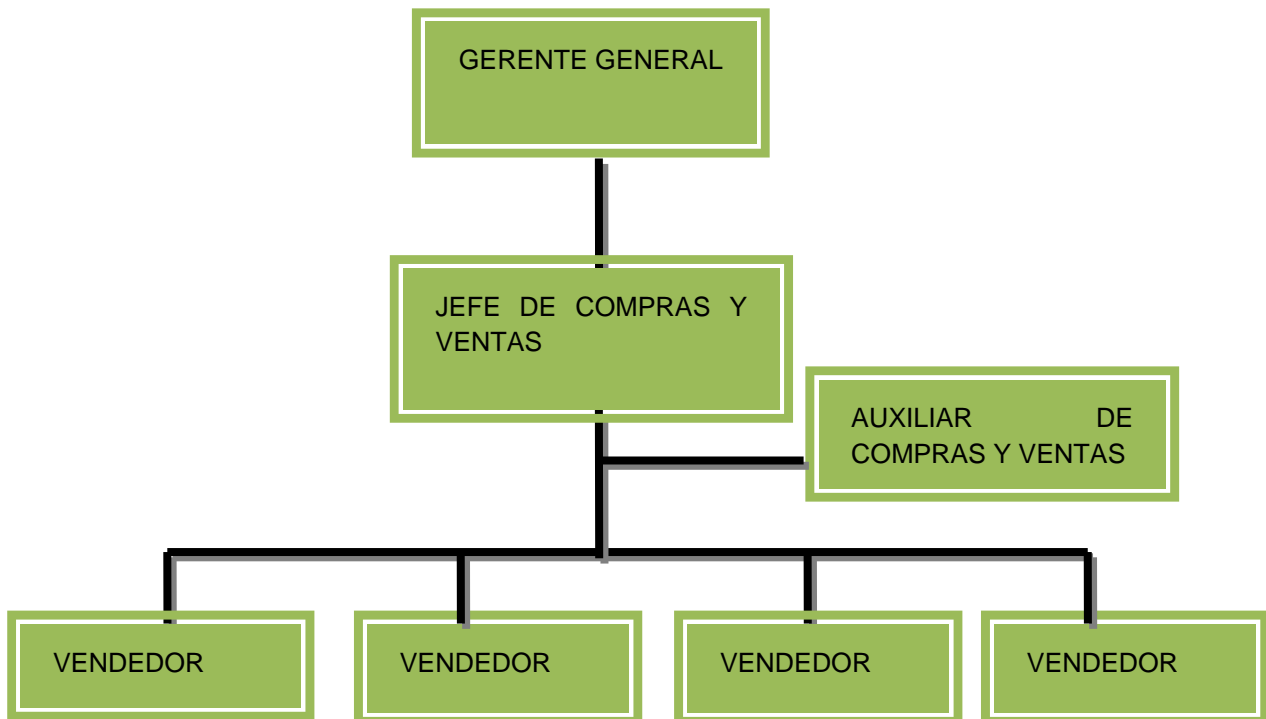 GERENTE GENERAL
JEFE DE COMPRAS Y
VENTAS
AUXILIAR DE
COMPRAS Y VENTAS
VENDEDOR
VENDEDOR
VENDEDOR
VENDEDOR